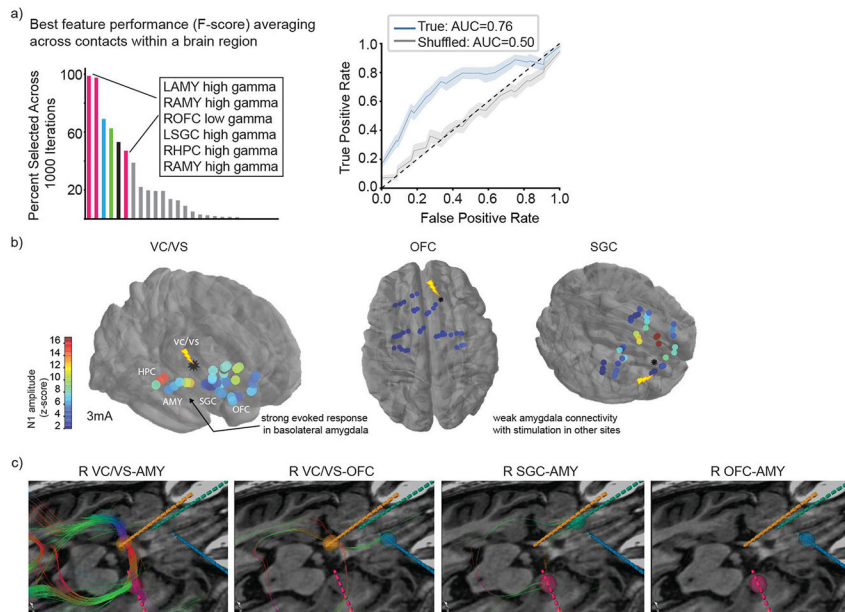 a)
Best feature performance (F-score) averaging
across contacts within a brain region
Percent Selected Across
1000 Iterations
100
60
20
LAMY high gamma
RAMY high gamma
ROFC low gamma
LSGC high gamma
RHPC high gamma
RAMY high gamma
True: AUC=0.76
Shuffled: AUC=0.50
True Positive Rate
1.0
0.8
0.6
0.4
0.2
0
0 0.2 0.4 0.6 0.8 1.0
False Positive Rate
b)
VC/VS
OFC
SGC
N1 amplitude
(z-score)
16
14
12
10
8
6
4
2
3mA
VC/VS
HPC
AMY
SGC
OFC
strong evoked response
in basolateral amygdala
weak amygdala connectivity
with stimulation in other sites
c)
R VC/VS-AMY
R VC/VS-OFC
R SGC-AMY
R OFC-AMY